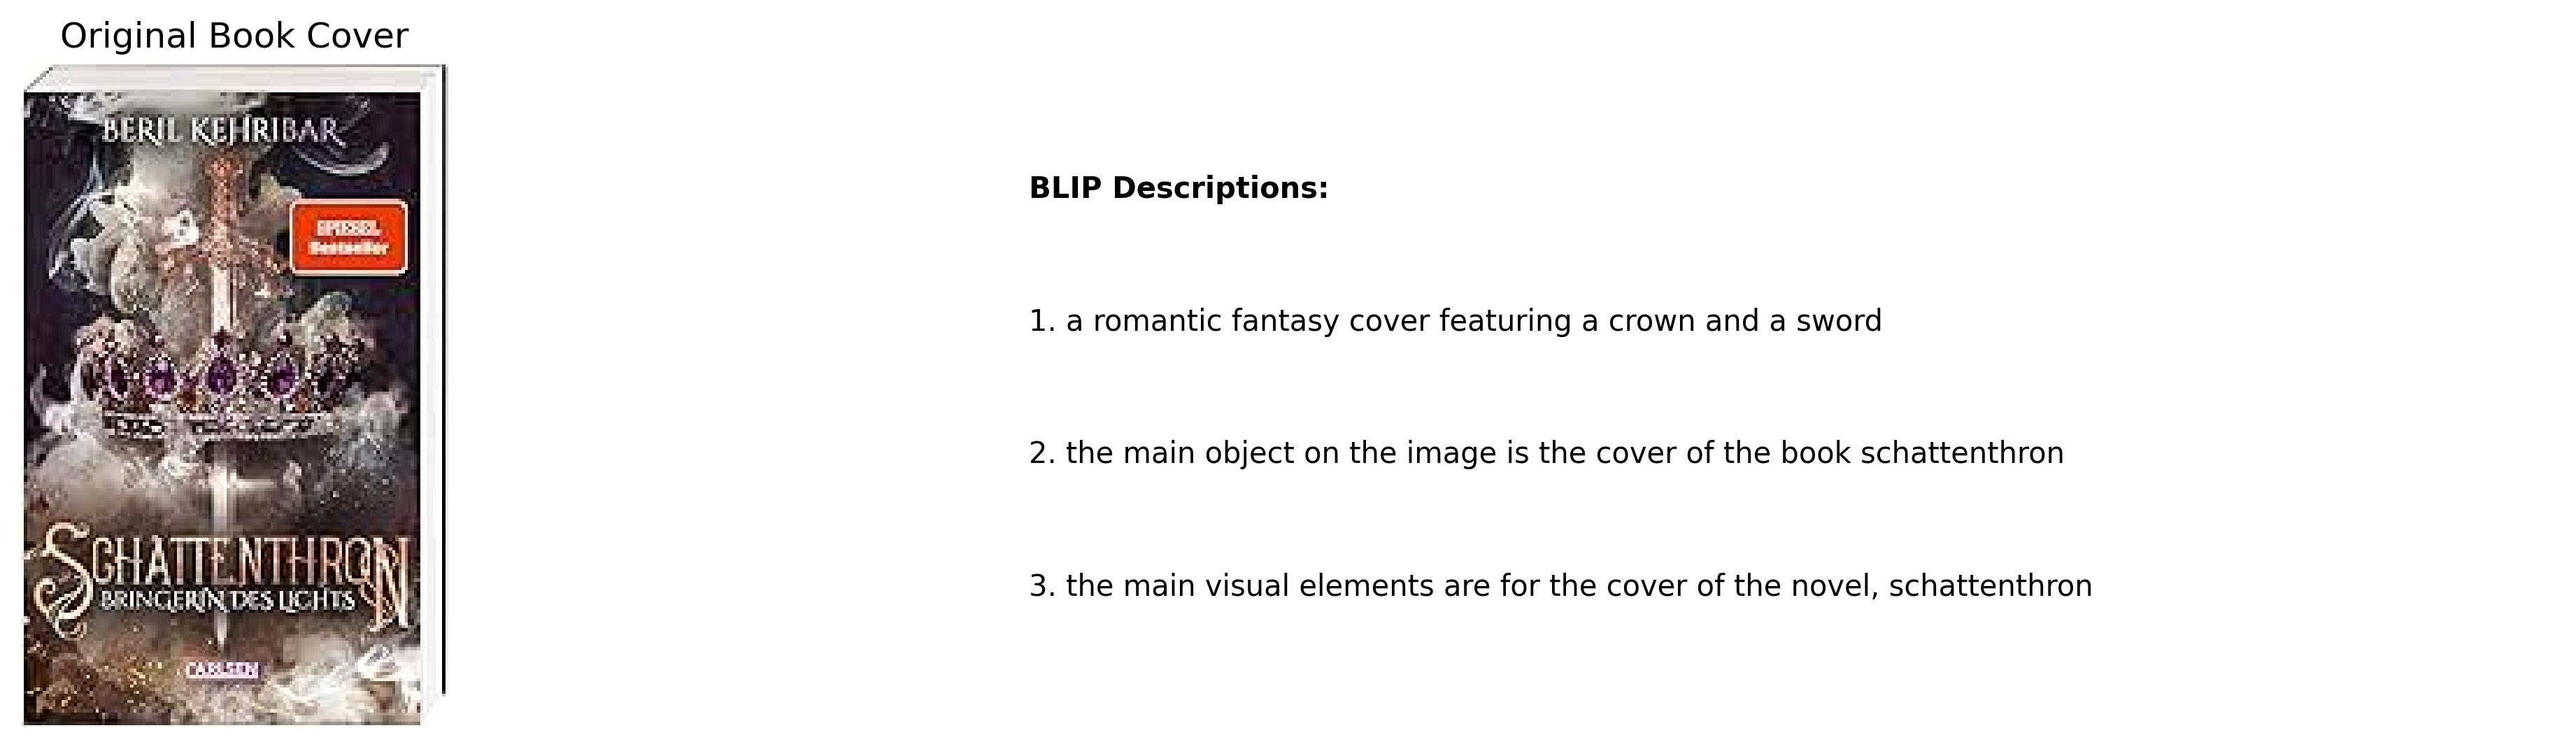 Original Book Cover
BERIL KEHRIBAR
SPIEGEL
Bestseller
SCHATTENTHRON
BRINGERIN DES LICHTS
CARLSEN
BLIP Descriptions:
1. a romantic fantasy cover featuring a crown and a sword
2. the main object on the image is the cover of the book schattenthron
3. the main visual elements are for the cover of the novel, schattenthron